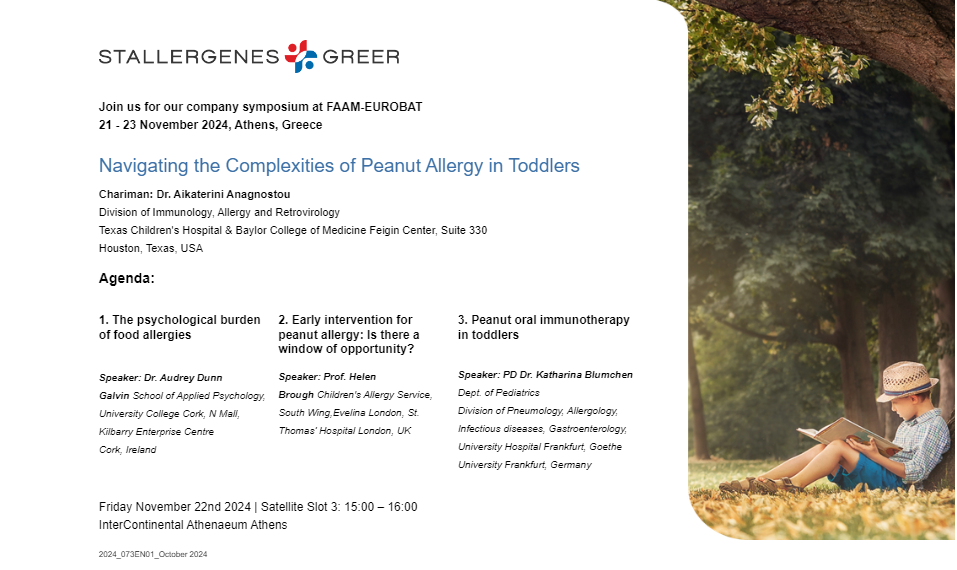 STALLERGENES GREER
Join us for our company symposium at FAAM-EUROBAT
21 - 23 November 2024, Athens, Greece
Navigating the Complexities of Peanut Allergy in Toddlers
Chariman: Dr. Aikaterini Anagnostou
Division of Immunology, Allergy and Retrovirology
Texas Children's Hospital & Baylor College of Medicine Feigin Center, Suite 330
Houston, Texas, USA
Agenda:
1. The psychological burden
of food allergies
Speaker: Dr. Audrey Dunn
Galvin School of Applied Psychology,
University College Cork, N Mall,
Kilbarry Enterprise Centre
Cork, Ireland
2. Early intervention for
peanut allergy: Is there a
window of opportunity?
Speaker: Prof. Helen
Brough Children's Allergy Service,
South Wing,Evelina London, St.
Thomas' Hospital London, UK
3. Peanut oral immunotherapy
in toddlers
Speaker: PD Dr. Katharina Blumchen
Dept. of Pediatrics
Division of Pneumology, Allergology,
Infectious diseases, Gastroenterology,
University Hospital Frankfurt, Goethe
University Frankfurt, Germany
Friday November 22nd 2024 | Satellite Slot 3: 15:00 – 16:00
InterContinental Athenaeum Athens
2024_073EN01_October 2024